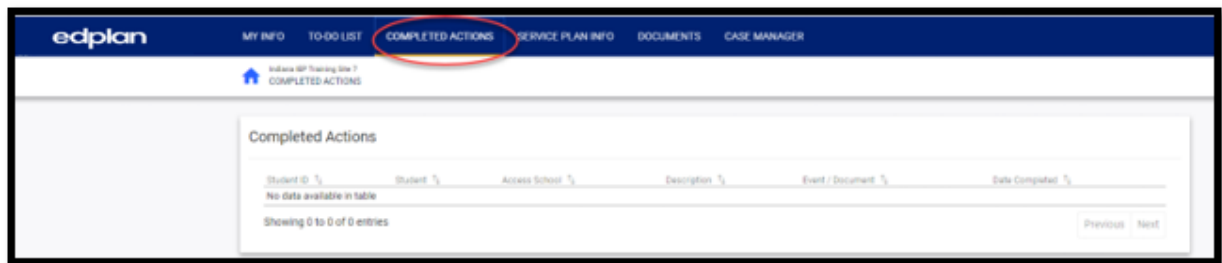 edplan MY INFO TO-DO LIST COMPLETED ACTIONS SERVICE PLAN INFO DOCUMENTS CASE MANAGER
Indiana IEP Training Site 7
COMPLETED ACTIONS
Completed Actions
Student ID Student Access School Description Event / Document Date Completed
No data available in table
Showing 0 to 0 of 0 entries Previous Next